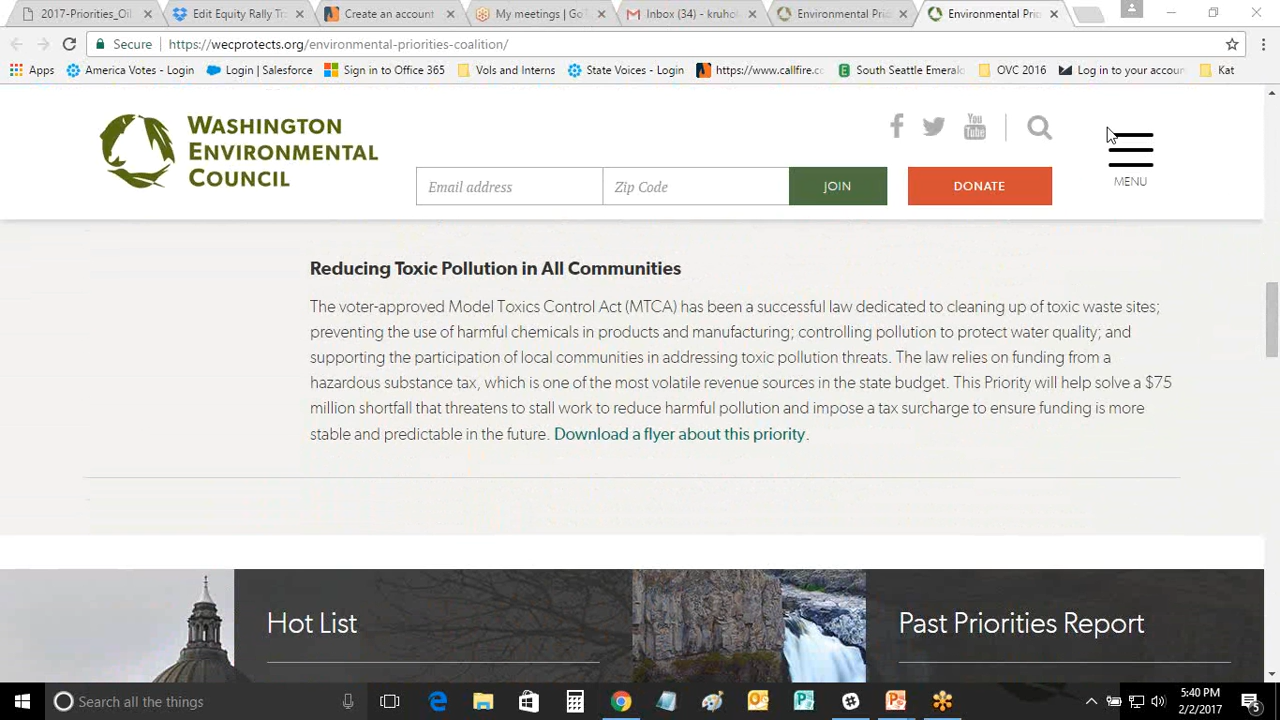 2017-Priorities_Oil
Edit Equity Rally Tr
Create an account
My meetings | GoT
Inbox (34) - kruhol
Environmental Prio
Environmental Prio
Secure
https://wecprotects.org/environmental-priorities-coalition/
Apps
America Votes - Login
Login | Salesforce
Sign in to Office 365
Vols and Interns
State Voices - Login
https://www.callfire.cc
South Seattle Emeral
OVC 2016
Log in to your accoun
Kat
WASHINGTON
ENVIRONMENTAL
COUNCIL
You
Tube
Email address
Zip Code
JOIN
DONATE
MENU
Reducing Toxic Pollution in All Communities
The voter-approved Model Toxics Control Act (MTCA) has been a successful law dedicated to cleaning up of toxic waste sites;
preventing the use of harmful chemicals in products and manufacturing; controlling pollution to protect water quality; and
supporting the participation of local communities in addressing toxic pollution threats. The law relies on funding from a
hazardous substance tax, which is one of the most volatile revenue sources in the state budget. This Priority will help solve a $75
million shortfall that threatens to stall work to reduce harmful pollution and impose a tax surcharge to ensure funding is more
stable and predictable in the future. Download a flyer about this priority.
Hot List
Past Priorities Report
Search all the things
5:40 PM
2/2/2017
5